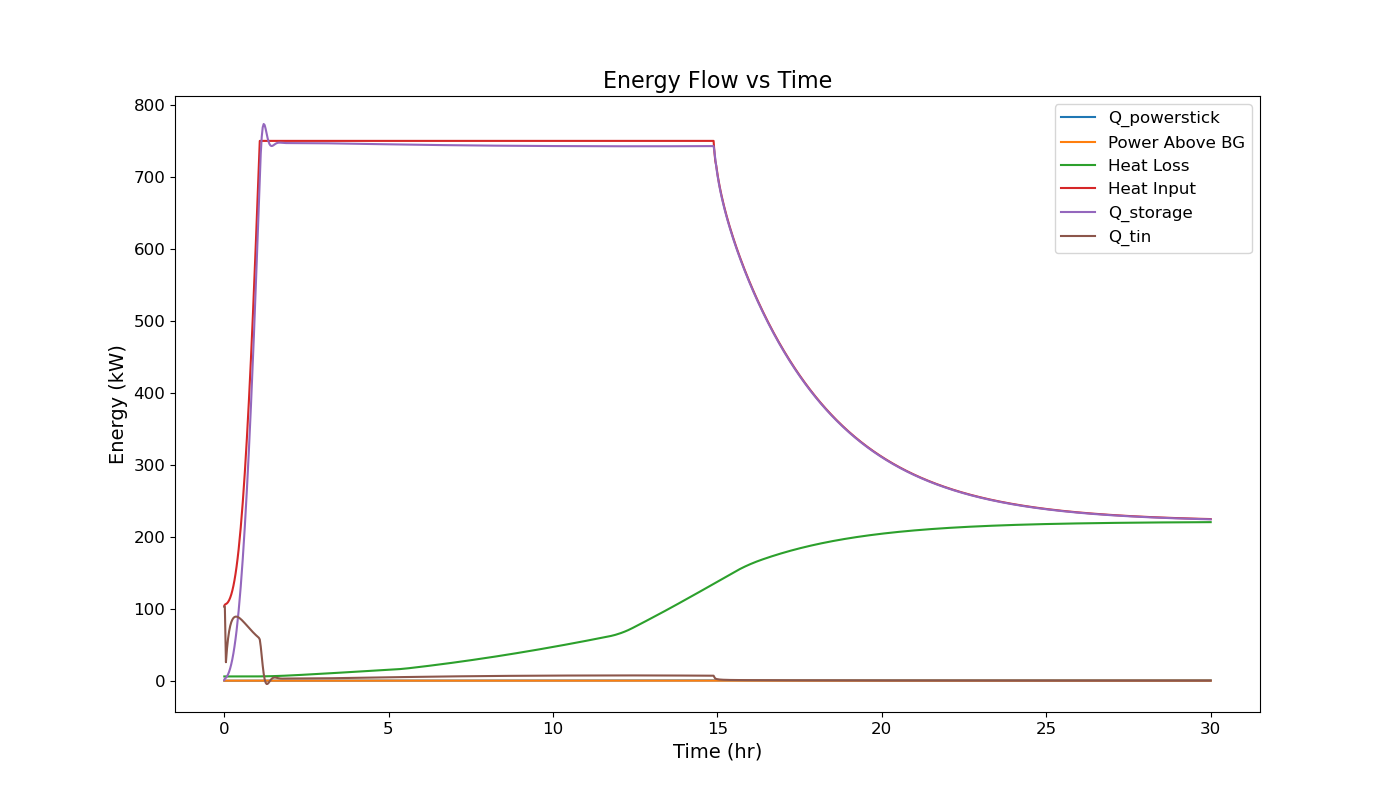 Energy Flow vs Time
Energy (kW)
800
700
600
500
400
300
200
100
0
Q_powerstick
Power Above BG
Heat Loss
Heat Input
Q_storage
Q_tin
0 5 10 15 20 25 30
Time (hr)